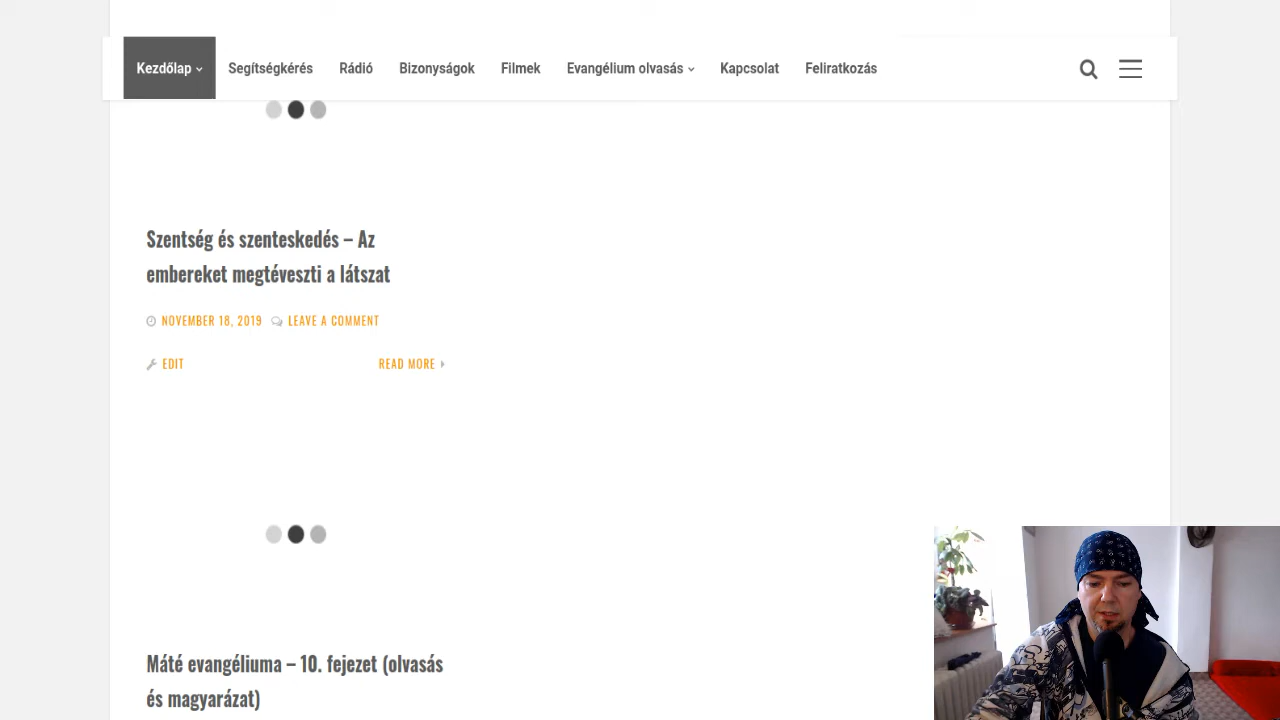 Kezdőlap Segítségkérés Rádió Bizonyságok Filmek Evangélium olvasás Kapcsolat Feliratkozás
Szentség és szenteskedés – Az
embereket megtéveszti a látszat
NOVEMBER 18, 2019 LEAVE A COMMENT
EDIT READ MORE
Máté evangéliuma – 10. fejezet (olvasás
és magyarázat)